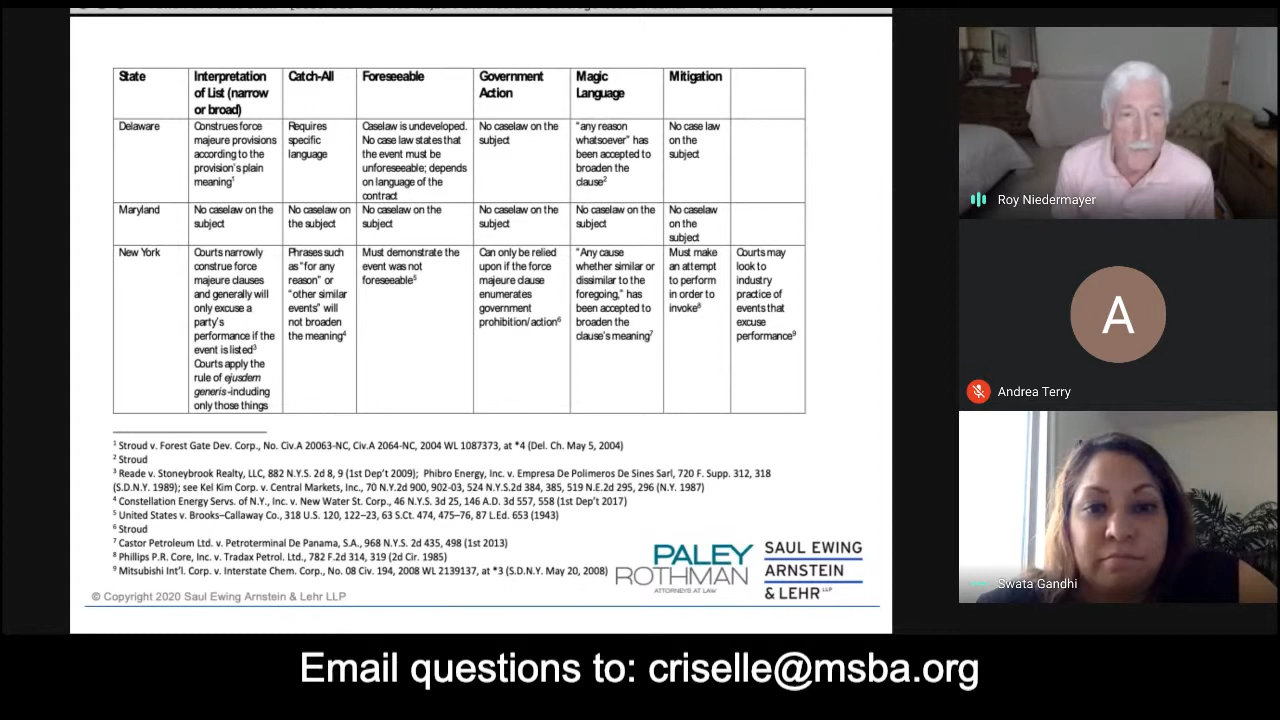 State
Interpretation
of List (narrow
or broad)
Catch-All
Foreseeable
Government
Action
Magic
Language
Mitigation
Delaware
Construes force
majeure provisions
according to the
provision's plain
meaning1
Requires
specific
language
Caselaw is undeveloped.
No case law states that
the event must be
unforeseeable; depends
on language of the
contract
No caselaw on the
subject
"any reason
whatsoever" has
been accepted to
broaden the
clause2
No case law
on the
subject
Maryland
No caselaw on the
subject
No caselaw on
the subject
No caselaw on the
subject
No caselaw on the
subject
No caselaw on the
subject
No caselaw
on the
subject
New York
Courts narrowly
construe force
majeure clauses
and generally will
only excuse a
party's
performance if the
event is listed3
Courts apply the
rule of ejusdem
generis-including
only those things
Phrases such
as "for any
reason" or
"other similar
events" will
not broaden
the meaning4
Must demonstrate the
event was not
foreseeable5
Can only be relied
upon if the force
majeure clause
enumerates
government
prohibition/action6
"Any cause
whether similar or
dissimilar to the
foregoing," has
been accepted to
broaden the
clause's meaning7
Must make
an attempt
to perform
in order to
invoke8
Courts may
look to
industry
practice of
events that
excuse
performance9
1 Stroud v. Forest Gate Dev. Corp., No. Civ.A 20063-NC, Civ.A 2064-NC, 2004 WL 1087373, at *4 (Del. Ch. May 5, 2004)
2 Stroud
3 Reade v. Stoneybrook Realty, LLC, 882 N.Y.S. 2d 8, 9 (1st Dep't 2009); Phibro Energy, Inc. v. Empresa De Polimeros De Sines Sarl, 720 F. Supp. 312, 318
(S.D.N.Y. 1989); see Kel Kim Corp. v. Central Markets, Inc., 70 N.Y.2d 900, 902-03, 524 N.Y.S.2d 384, 385, 519 N.E.2d 295, 296 (N.Y. 1987)
4 Constellation Energy Servs. of N.Y., Inc. v. New Water St. Corp., 46 N.Y.S. 3d 25, 146 A.D. 3d 557, 558 (1st Dep't 2017)
5 United States v. Brooks-Callaway Co., 318 U.S. 120, 122–23, 63 S.Ct. 474, 475–76, 87 L.Ed. 653 (1943)
6 Stroud
7 Castor Petroleum Ltd. v. Petroterminal De Panama, S.A., 968 N.Y.S. 2d 435, 498 (1st 2013)
8 Phillips P.R. Core, Inc. v. Tradax Petrol. Ltd., 782 F.2d 314, 319 (2d Cir. 1985)
9 Mitsubishi Int'l. Corp. v. Interstate Chem. Corp., No. 08 Civ. 194, 2008 WL 2139137, at *3 (S.D.N.Y. May 20, 2008)
PALEY
ROTHMAN
ATTORNEYS AT LAW
SAUL EWING
ARNSTEIN
& LEHR LLP
© Copyright 2020 Saul Ewing Arnstein & Lehr LLP
Roy Niedermayer
A
Andrea Terry
Swata Gandhi
Email questions to: criselle@msba.org